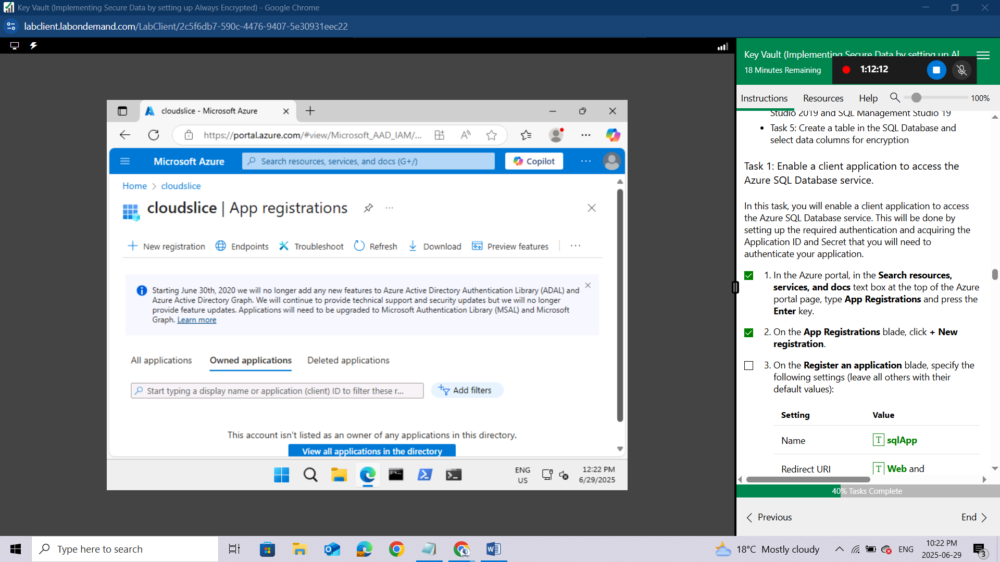 Key Vault (Implementing Secure Data by setting up Always Encrypted) - Google Chrome
labclient.labondemand.com/LabClient/2c5f6db7-590c-4476-9407-5e30931eec22
cloudslice - Microsoft Azure
https://portal.azure.com/#view/Microsoft_AAD_IAM/...
Microsoft Azure
Search resources, services, and docs (G+/)
Copilot
Home > cloudslice
cloudslice | App registrations
New registration
Endpoints
Troubleshoot
Refresh
Download
Preview features
Starting June 30th, 2020 we will no longer add any new features to Azure Active Directory Authentication Library (ADAL) and
Azure Active Directory Graph. We will continue to provide technical support and security updates but we will no longer
provide feature updates. Applications will need to be upgraded to Microsoft Authentication Library (MSAL) and Microsoft
Graph. Learn more
All applications
Owned applications
Deleted applications
Start typing a display name or application (client) ID to filter these r...
Add filters
This account isn't listed as an owner of any applications in this directory.
View all applications in the directory
ENG
US
12:22 PM
6/29/2025
Key Vault (Implementing Secure Data by setting up Al
18 Minutes Remaining
1:12:12
Instructions
Resources
Help
100%
Studio 2019 and SQL Management Studio 19
• Task 5: Create a table in the SQL Database and
select data columns for encryption
Task 1: Enable a client application to access the
Azure SQL Database service.
In this task, you will enable a client application to access
the Azure SQL Database service. This will be done by
setting up the required authentication and acquiring the
Application ID and Secret that you will need to
authenticate your application.
1. In the Azure portal, in the Search resources,
services, and docs text box at the top of the Azure
portal page, type App Registrations and press the
Enter key.
2. On the App Registrations blade, click + New
registration.
3. On the Register an application blade, specify the
following settings (leave all others with their
default values):
Setting
Value
Name
T sqlApp
Redirect URI
T Web and
40% Tasks Complete
Previous
End
Type here to search
18°C Mostly cloudy
ENG
10:22 PM
2025-06-29
3